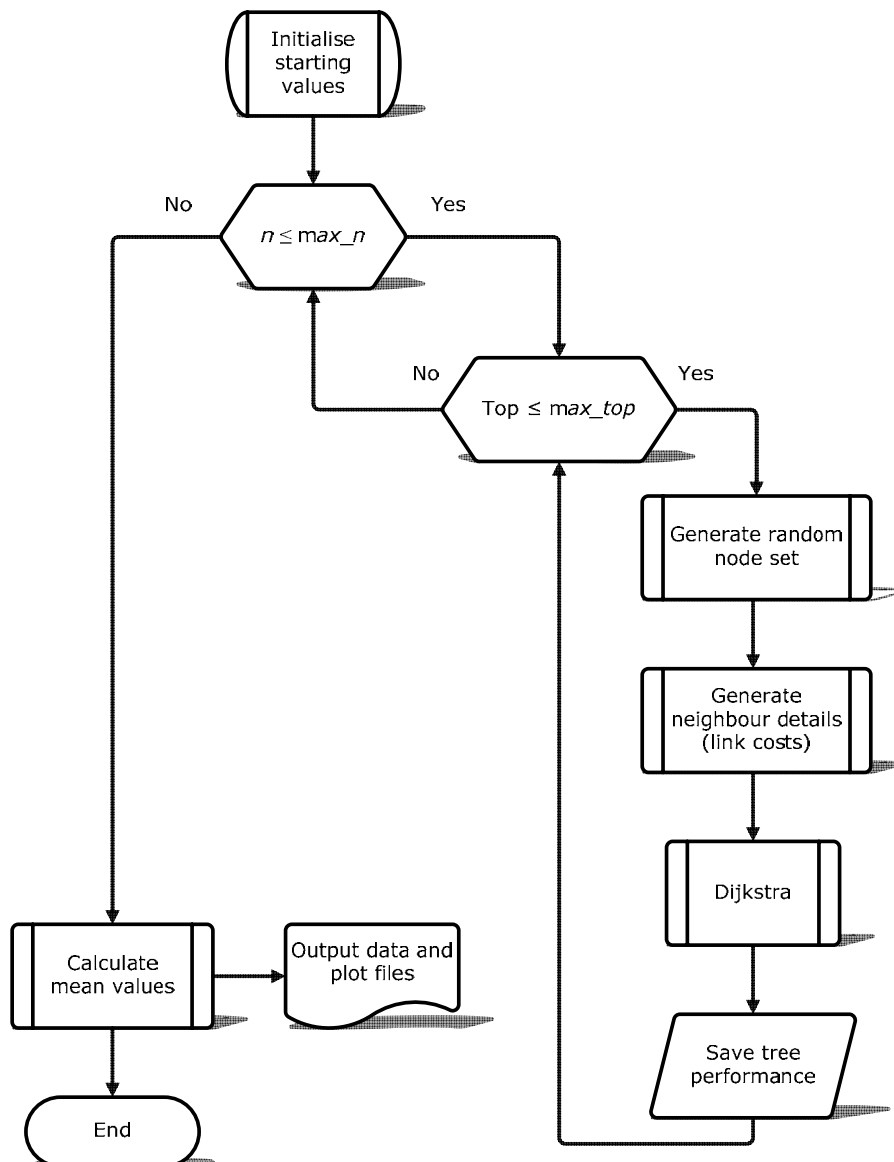 Initialise
starting
values
No
Yes
n ≤ max_n
No
Yes
Top ≤ max_top
Generate random
node set
Generate
neighbour details
(link costs)
Dijkstra
Calculate
mean values
Output data and
plot files
Save tree
performance
End